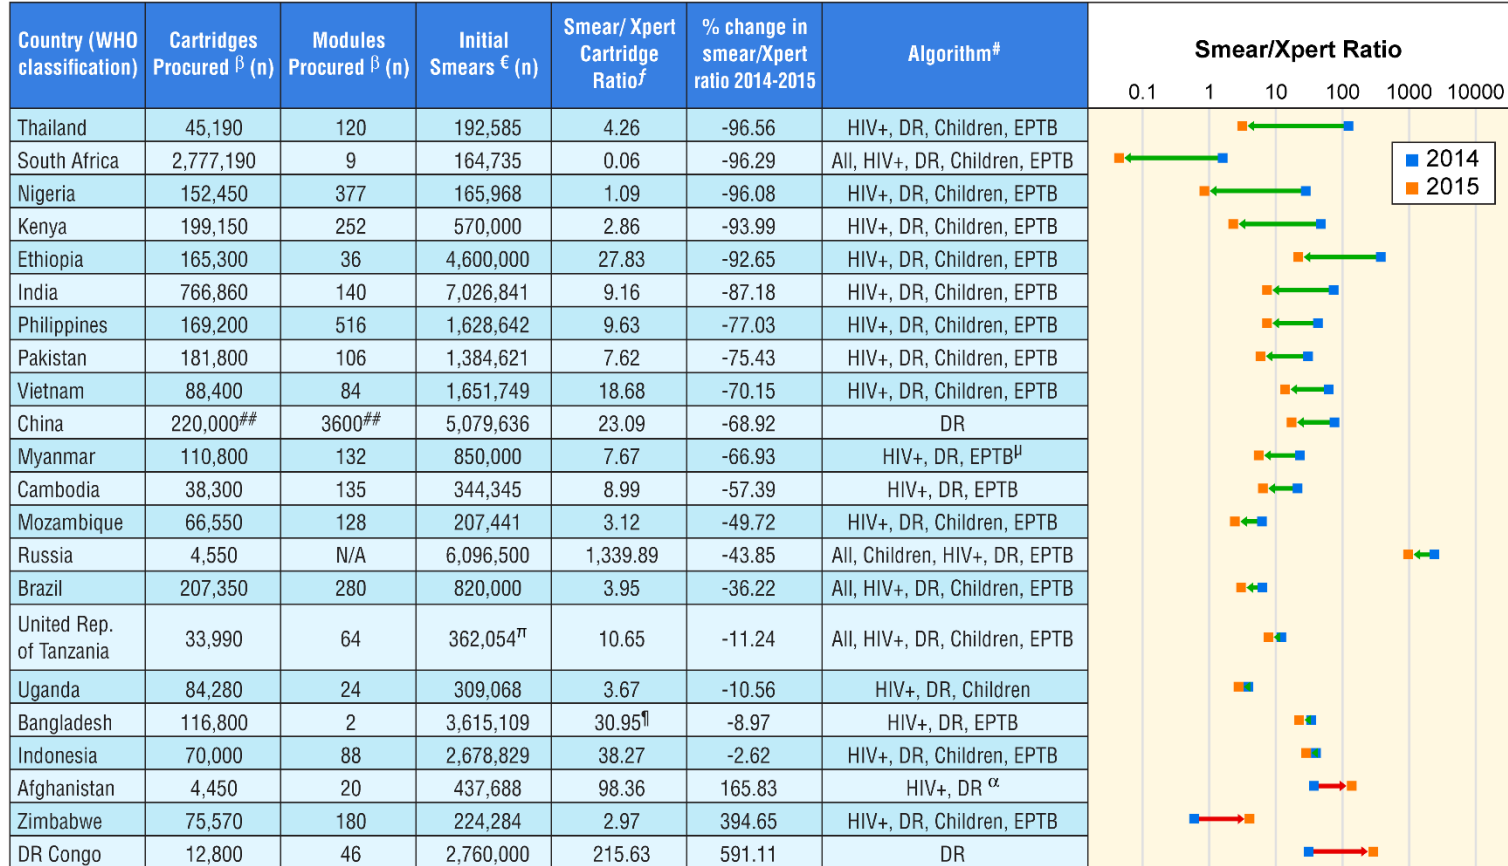 Country (WHO classification) Cartridges Procured β (n) Modules Procured β (n) Initial Smears € (n) Smear/ Xpert Cartridge Ratioƒ % change in smear/Xpert ratio 2014-2015 Algorithm# Smear/Xpert Ratio
0.1 1 10 100 1000 10000
Thailand 45,190 120 192,585 4.26 -96.56 HIV+, DR, Children, EPTB
South Africa 2,777,190 9 164,735 0.06 -96.29 All, HIV+, DR, Children, EPTB
2014
2015
Nigeria 152,450 377 165,968 1.09 -96.08 HIV+, DR, Children, EPTB
Kenya 199,150 252 570,000 2.86 -93.99 HIV+, DR, Children, EPTB
Ethiopia 165,300 36 4,600,000 27.83 -92.65 HIV+, DR, Children, EPTB
India 766,860 140 7,026,841 9.16 -87.18 HIV+, DR, Children, EPTB
Philippines 169,200 516 1,628,642 9.63 -77.03 HIV+, DR, Children, EPTB
Pakistan 181,800 106 1,384,621 7.62 -75.43 HIV+, DR, Children, EPTB
Vietnam 88,400 84 1,651,749 18.68 -70.15 HIV+, DR, Children, EPTB
China 220,000## 3600## 5,079,636 23.09 -68.92 DR
Myanmar 110,800 132 850,000 7.67 -66.93 HIV+, DR, EPTBµ
Cambodia 38,300 135 344,345 8.99 -57.39 HIV+, DR, EPTB
Mozambique 66,550 128 207,441 3.12 -49.72 HIV+, DR, Children, EPTB
Russia 4,550 N/A 6,096,500 1,339.89 -43.85 All, Children, HIV+, DR, EPTB
Brazil 207,350 280 820,000 3.95 -36.22 All, HIV+, DR, Children, EPTB
United Rep. of Tanzania 33,990 64 362,054π 10.65 -11.24 All, HIV+, DR, Children, EPTB
Uganda 84,280 24 309,068 3.67 -10.56 HIV+, DR, Children
Bangladesh 116,800 2 3,615,109 30.95¶ -8.97 HIV+, DR, EPTB
Indonesia 70,000 88 2,678,829 38.27 -2.62 HIV+, DR, Children, EPTB
Afghanistan 4,450 20 437,688 98.36 165.83 HIV+, DR α
Zimbabwe 75,570 180 224,284 2.97 394.65 HIV+, DR, Children, EPTB
DR Congo 12,800 46 2,760,000 215.63 591.11 DR